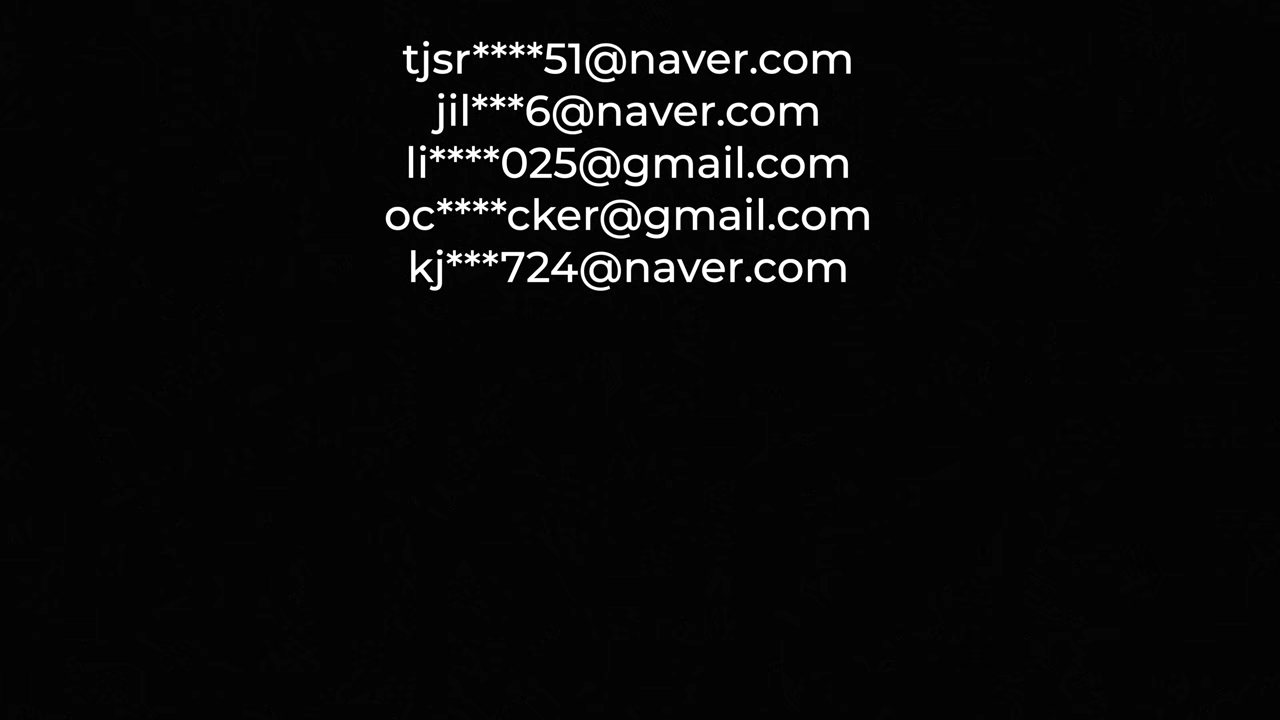 tjsr****51@naver.com
jil***6@naver.com
li****025@gmail.com
oc****cker@gmail.com
kj***724@naver.com